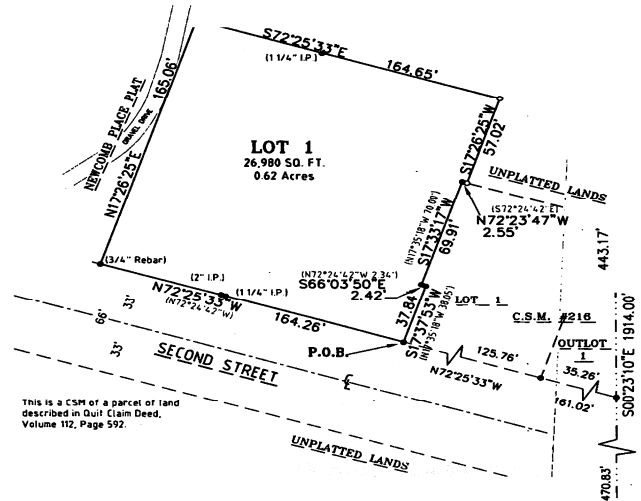 S72°25'33"E
(1 1/4" I.P.)
164.65'
165.06'
N17°26'25"E
NEWCOMB PLACE PLAT
GRAVEL DRIVE
LOT 1
26,980 SQ. FT.
0.62 Acres
S17°26'25"W
57.02'
UNPLATTED LANDS
(S72°24'42"E)
N72°23'47"W
2.55'
(N17°35'18"W 70.00')
S17°33'17"W
69.91'
443.17'
(3/4" Rebar)
(2" I.P.)
(1 1/4" I.P.)
(N72°24'42"W 2.34')
S66°03'50"E
2.42'
N72°25'33"W
(N72°24'42"W)
164.26'
37.84'
S17°37'53"W
(N17°35'18"W 38.05')
LOT 1
C.S.M. #216
OUTLOT
1
S00°23'10"E 1914.00'
33'
66'
33'
SECOND STREET
P.O.B.
125.76'
N72°25'33"W
35.26'
161.02'
This is a CSM of a parcel of land
described in Quit Claim Deed,
Volume 112, Page 592.
UNPLATTED LANDS
470.83'